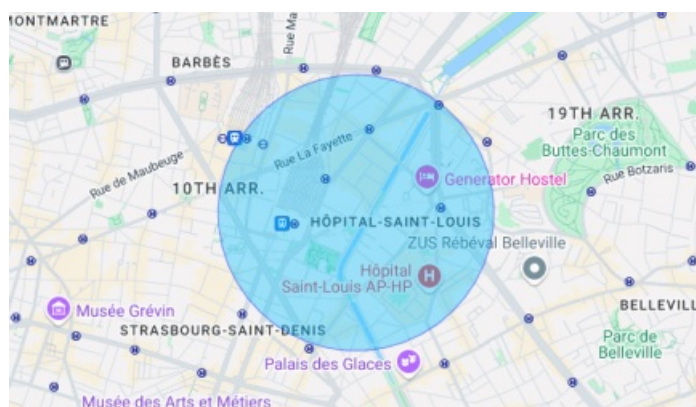 MONTMARTRE
Rue Ma
BARBÈS
19TH ARR.
Parc des
Buttes-Chaumont
Rue La Fayette
Rue de Maubeuge
Rue Botzaris
10TH ARR.
Generator Hostel
HÔPITAL-SAINT-LOUIS
ZUS Rébéval Belleville
Hôpital
Saint-Louis AP-HP
H
Musée Grévin
BELLEVILL
STRASBOURG-SAINT-DENIS
Parc de
Belleville
Palais des Glaces
Musée des Arts et Métiers